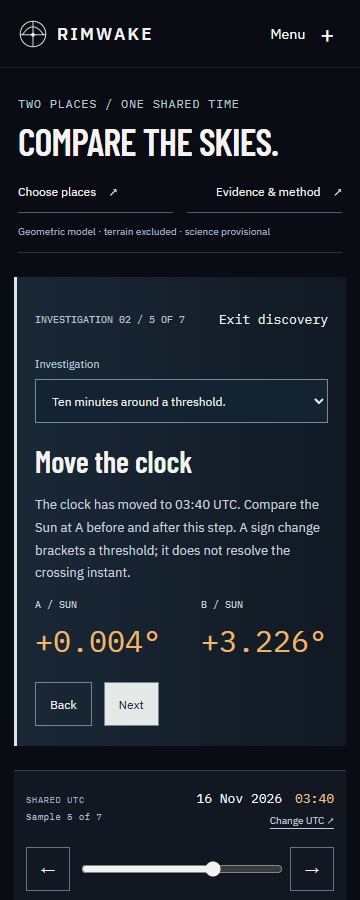 RIMWAKE
Menu +
TWO PLACES / ONE SHARED TIME
COMPARE THE SKIES.
Choose places ↗
Evidence & method ↗
Geometric model · terrain excluded · science provisional
INVESTIGATION 02 / 5 OF 7
Exit discovery
Investigation
Ten minutes around a threshold.
Move the clock
The clock has moved to 03:40 UTC. Compare the
Sun at A before and after this step. A sign change
brackets a threshold; it does not resolve the
crossing instant.
A / SUN
B / SUN
+0.004°
+3.226°
Back
Next
SHARED UTC
16 Nov 2026 03:40
Sample 5 of 7
Change UTC ↗
← →